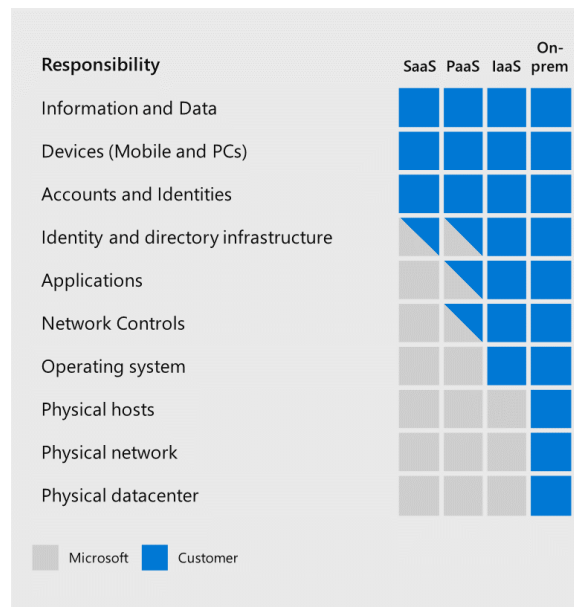 Responsibility SaaS PaaS IaaS On-prem
Information and Data
Devices (Mobile and PCs)
Accounts and Identities
Identity and directory infrastructure
Applications
Network Controls
Operating system
Physical hosts
Physical network
Physical datacenter
Microsoft Customer